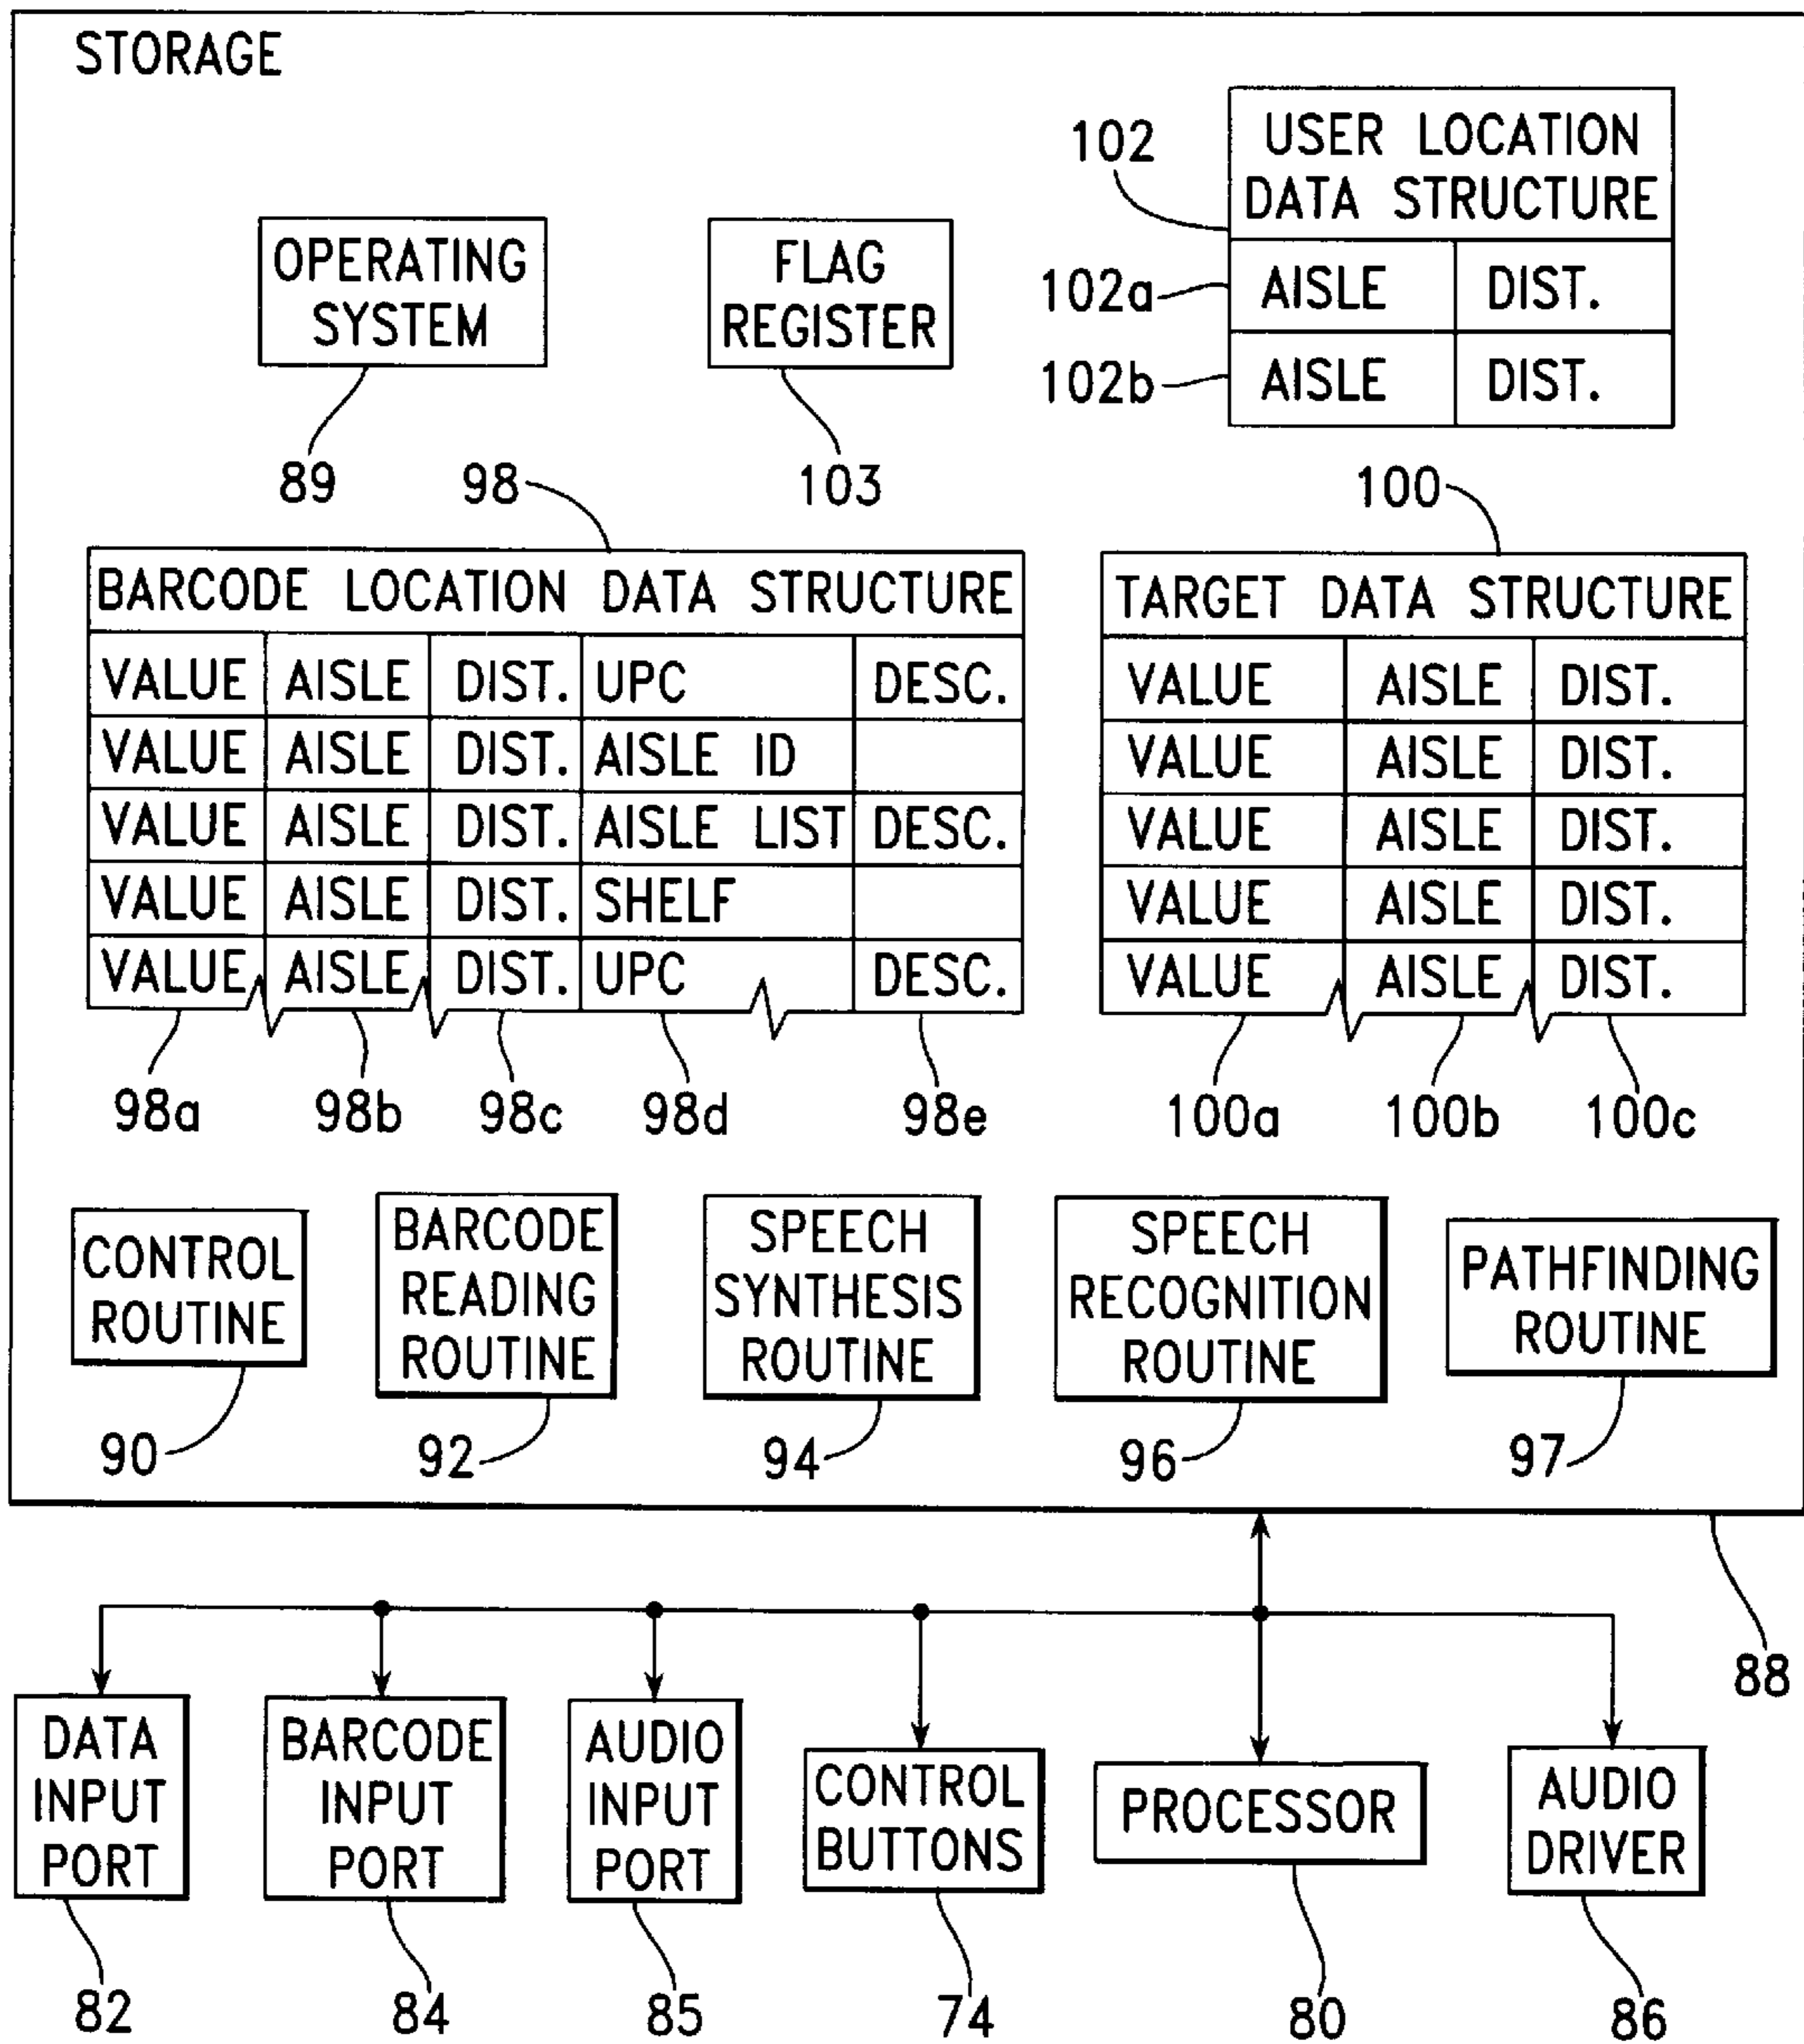 STORAGE
102
USER LOCATION
DATA STRUCTURE
102a
AISLE DIST.
102b
AISLE DIST.
OPERATING
SYSTEM
89
FLAG
REGISTER
103
98
BARCODE LOCATION DATA STRUCTURE
VALUE AISLE DIST. UPC DESC.
VALUE AISLE DIST. AISLE ID
VALUE AISLE DIST. AISLE LIST DESC.
VALUE AISLE DIST. SHELF
VALUE AISLE DIST. UPC DESC.
98a 98b 98c 98d 98e
100
TARGET DATA STRUCTURE
VALUE AISLE DIST.
VALUE AISLE DIST.
VALUE AISLE DIST.
VALUE AISLE DIST.
VALUE AISLE DIST.
100a 100b 100c
CONTROL
ROUTINE
90
BARCODE
READING
ROUTINE
92
SPEECH
SYNTHESIS
ROUTINE
94
SPEECH
RECOGNITION
ROUTINE
96
PATHFINDING
ROUTINE
97
88
DATA
INPUT
PORT
82
BARCODE
INPUT
PORT
84
AUDIO
INPUT
PORT
85
CONTROL
BUTTONS
74
PROCESSOR
80
AUDIO
DRIVER
86